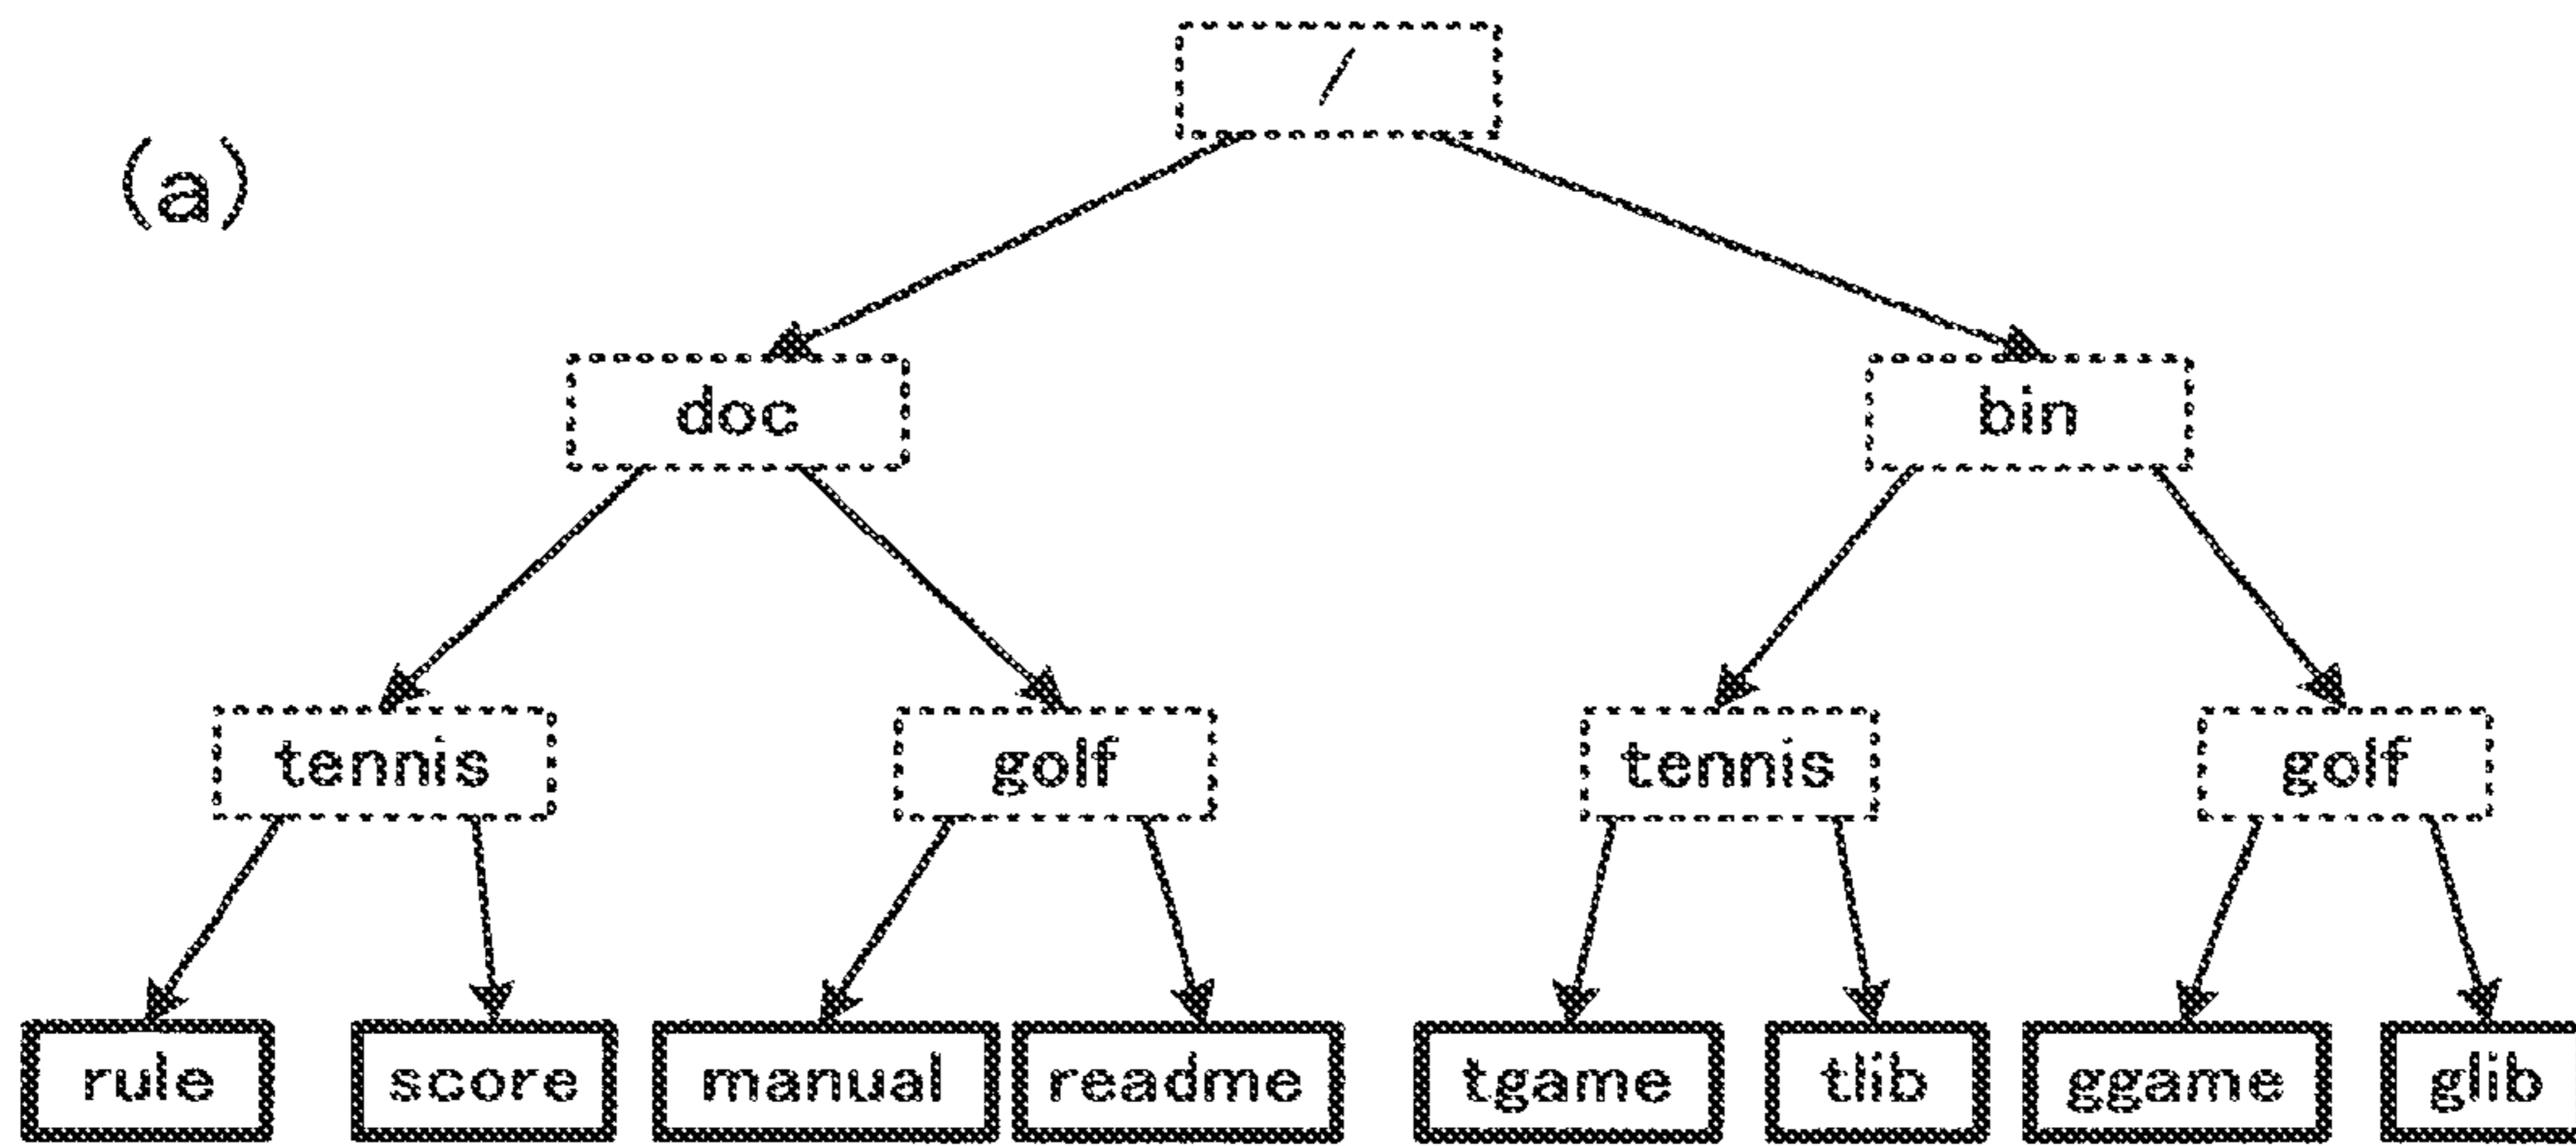 /
(a)
doc bin
tennis golf tennis golf
rule score manual readme tgame tlib ggame glib